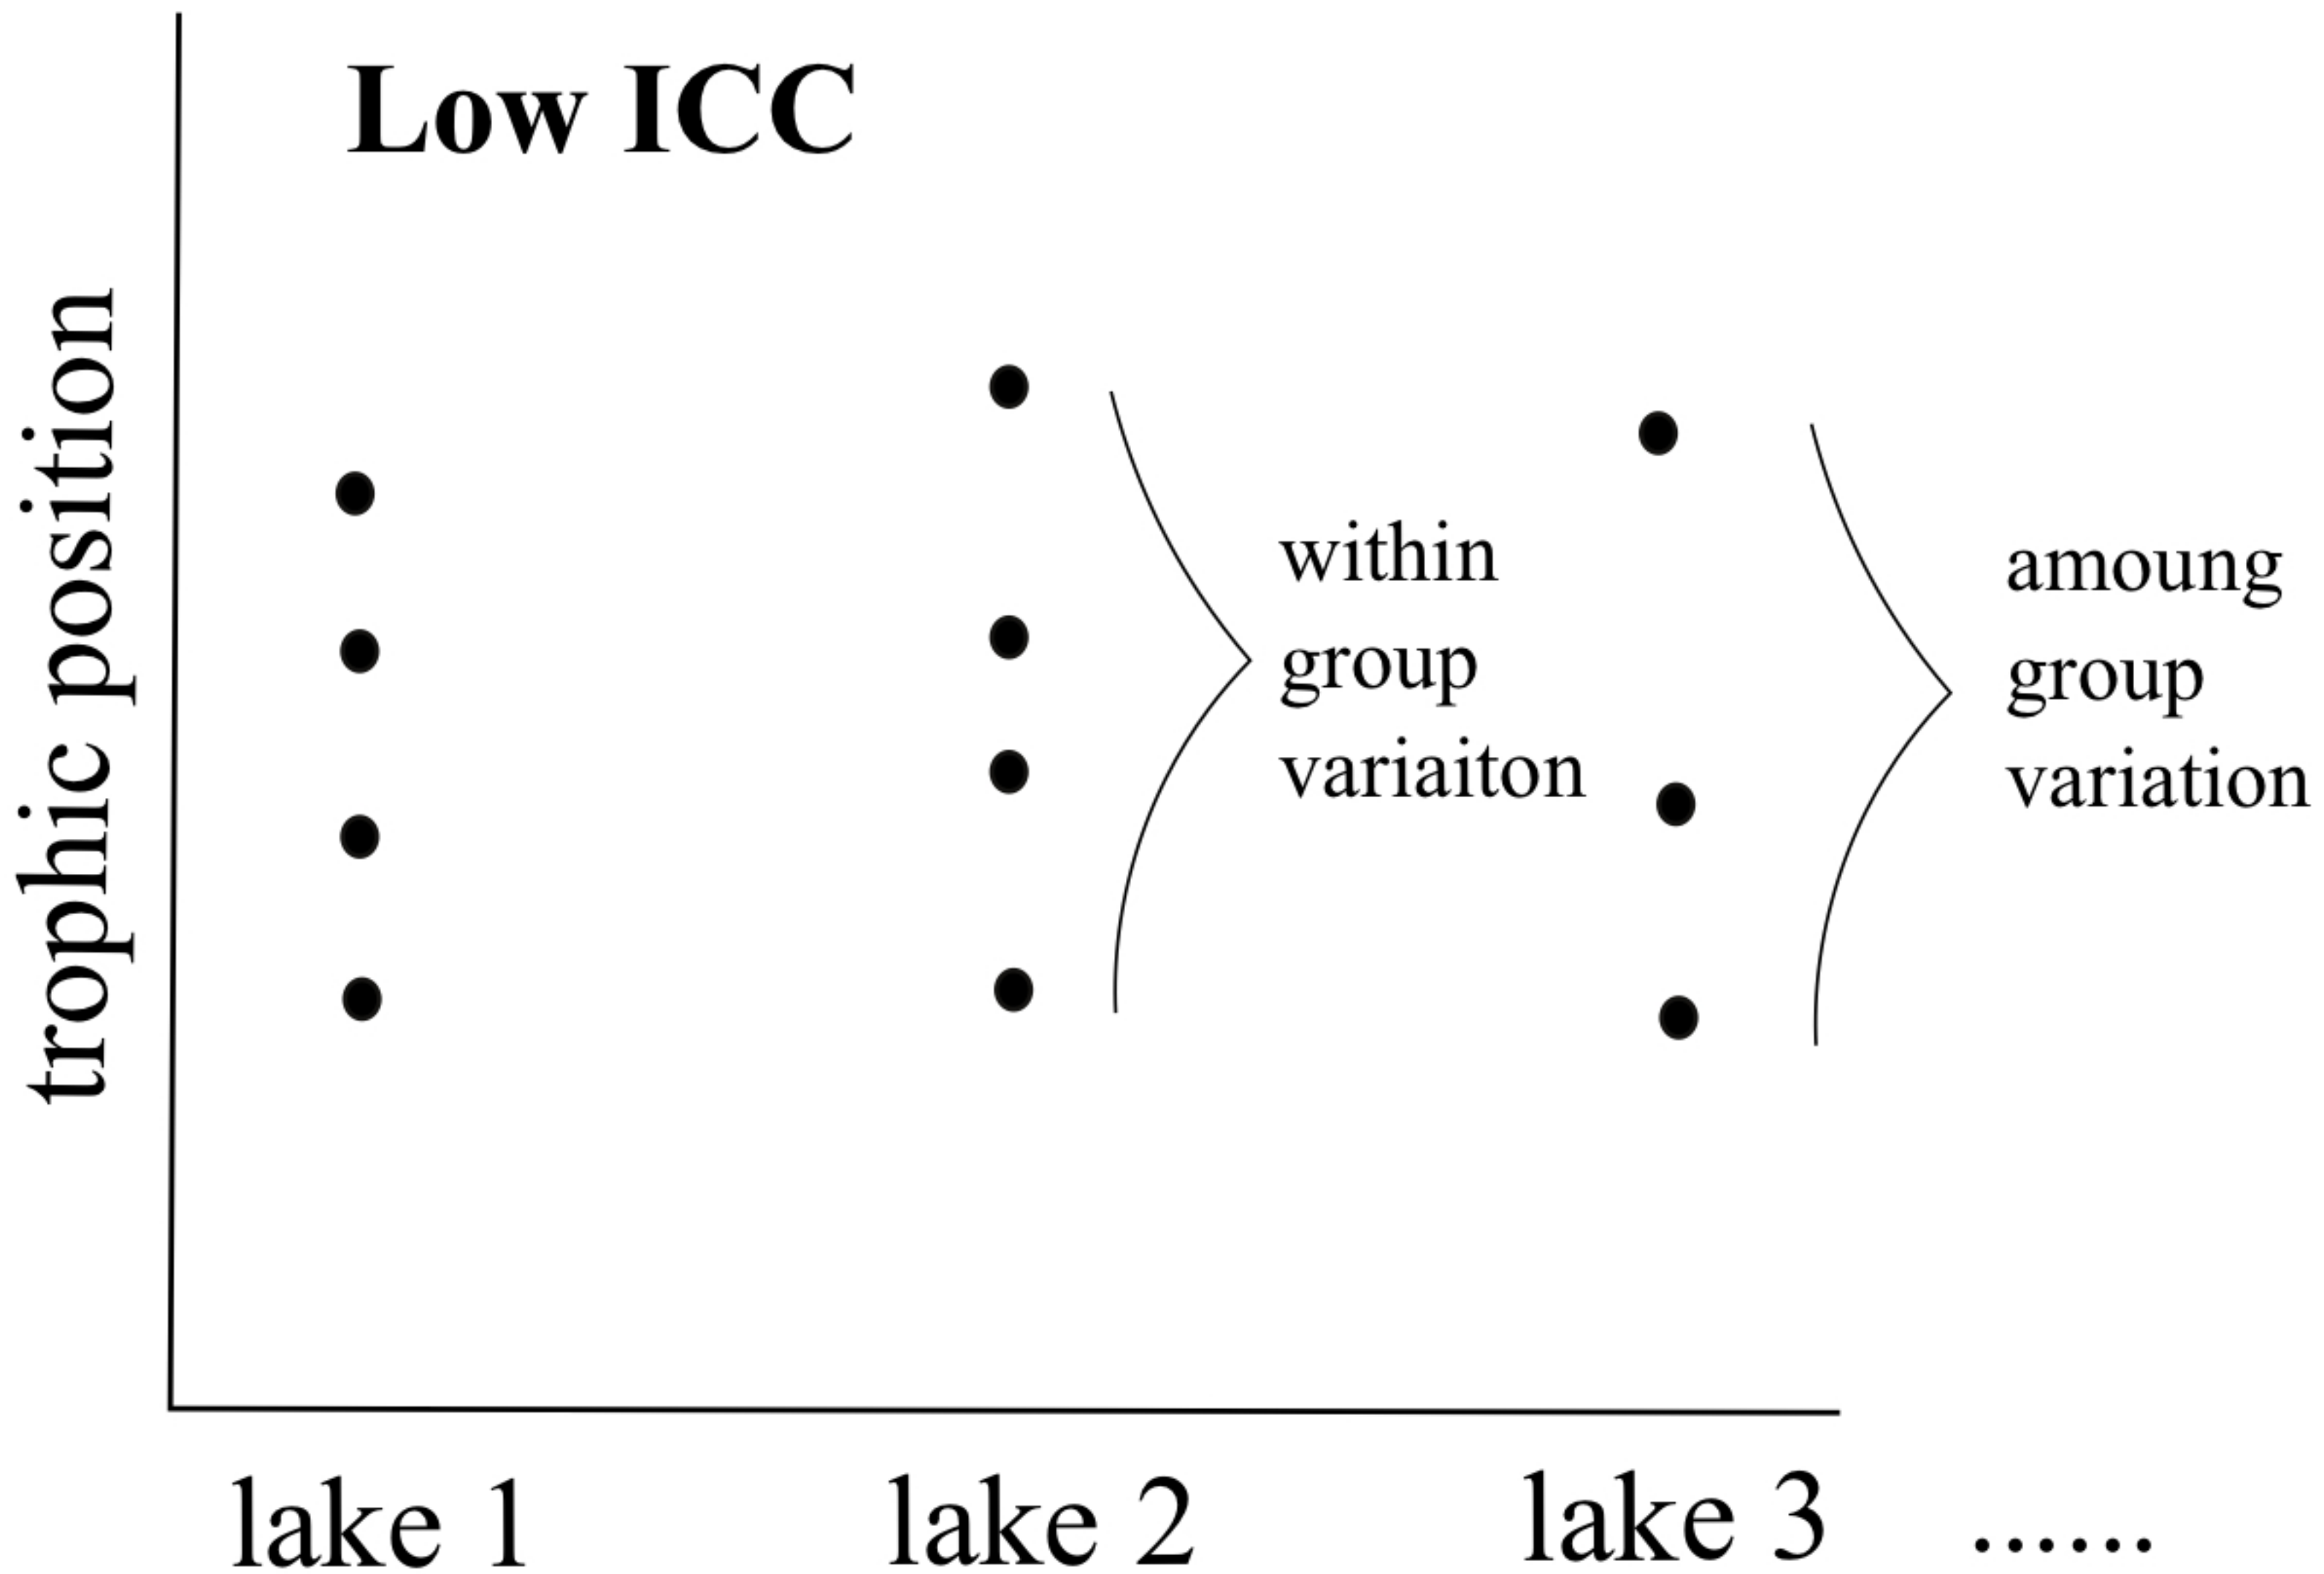 Low ICC
trophic position
within
group
variaiton
amoung
group
variation
lake 1
lake 2
lake 3
......